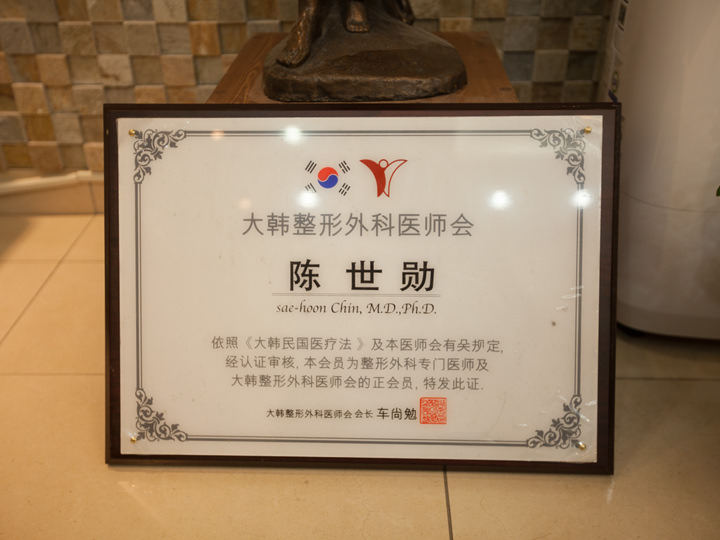 大韩整形外科医师会
陈世勋
sae-hoon Chin, M.D.,Ph.D.
依照《大韩民国医疗法》及本医师会有关规定,
经认证审核, 本会员为整形外科专门医师及
大韩整形外科医师会的正会员, 特发此证.
大韩整形外科医师会会长 车尚勉